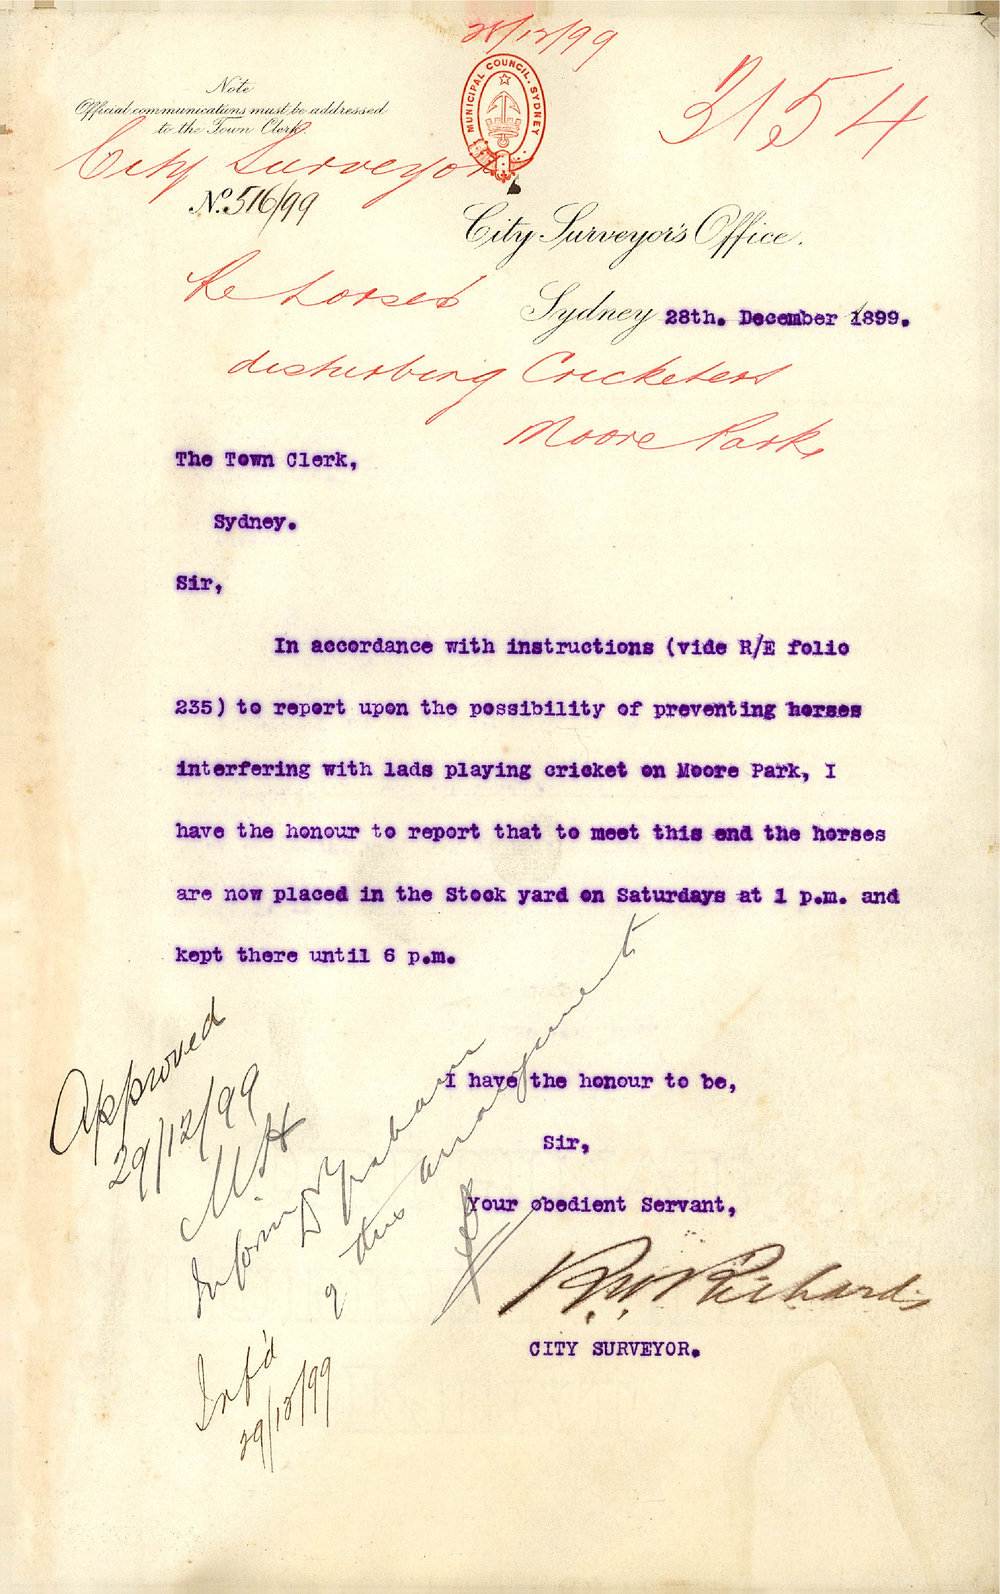 28/12/99
3154
MUNICIPAL COUNCIL. SYDNEY
Note
Official communications must be addressed
to the Town Clerk
City Surveyor
No. 516/99
City Surveyor's Office.
Re horses
Sydney 28th. December 1899.
disturbing Cricketers
Moore Park
The Town Clerk,
Sydney.
Sir,
In accordance with instructions (vide R/E folio
235) to report upon the possibility of preventing horses
interfering with lads playing cricket on Moore Park, I
have the honour to report that to meet this end the horses
are now placed in the Stock yard on Saturdays at 1 p.m. and
kept there until 6 p.m.
I have the honour to be,
Sir,
Your obedient Servant,
R.W. Richards
CITY SURVEYOR.
Approved
29/12/99
M.H
Inform Dr
of this arrangement
Inf'd
29/12/99